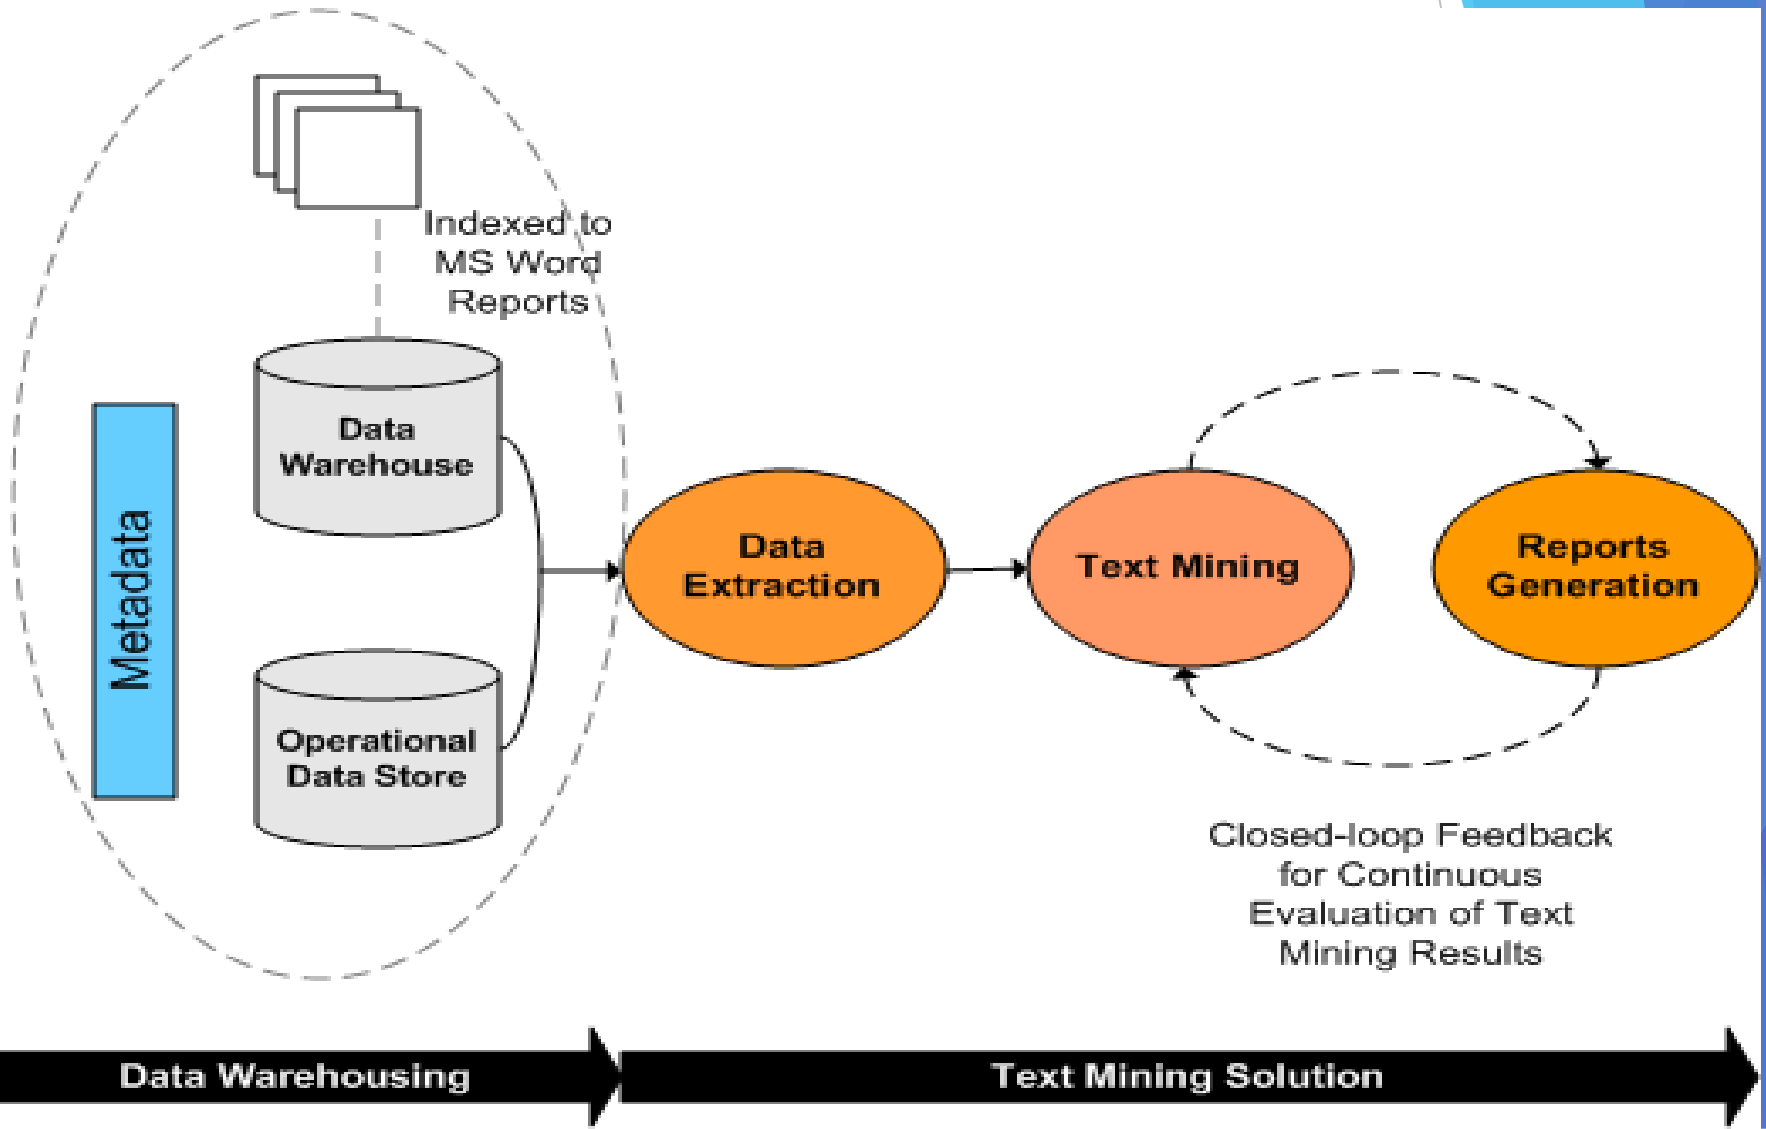 Indexed to
MS Word
Reports
Data
Warehouse
Metadata
Operational
Data Store
Data
Extraction
Text Mining
Reports
Generation
Closed-loop Feedback
for Continuous
Evaluation of Text
Mining Results
Data Warehousing
Text Mining Solution